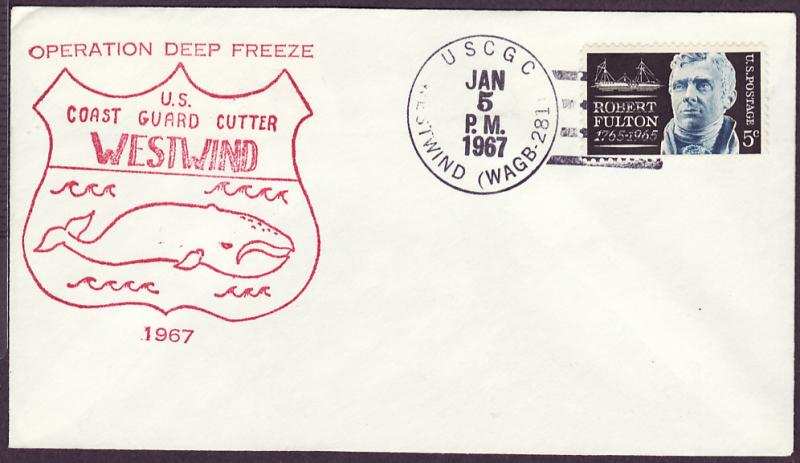 OPERATION DEEP FREEZE
U.S.
COAST GUARD CUTTER
WESTWIND
.1967
USCGC
WESTWIND (WAGB-281)
JAN
5
P. M.
1967
ROBERT
FULTON
1765-1965
U.S. POSTAGE
5c